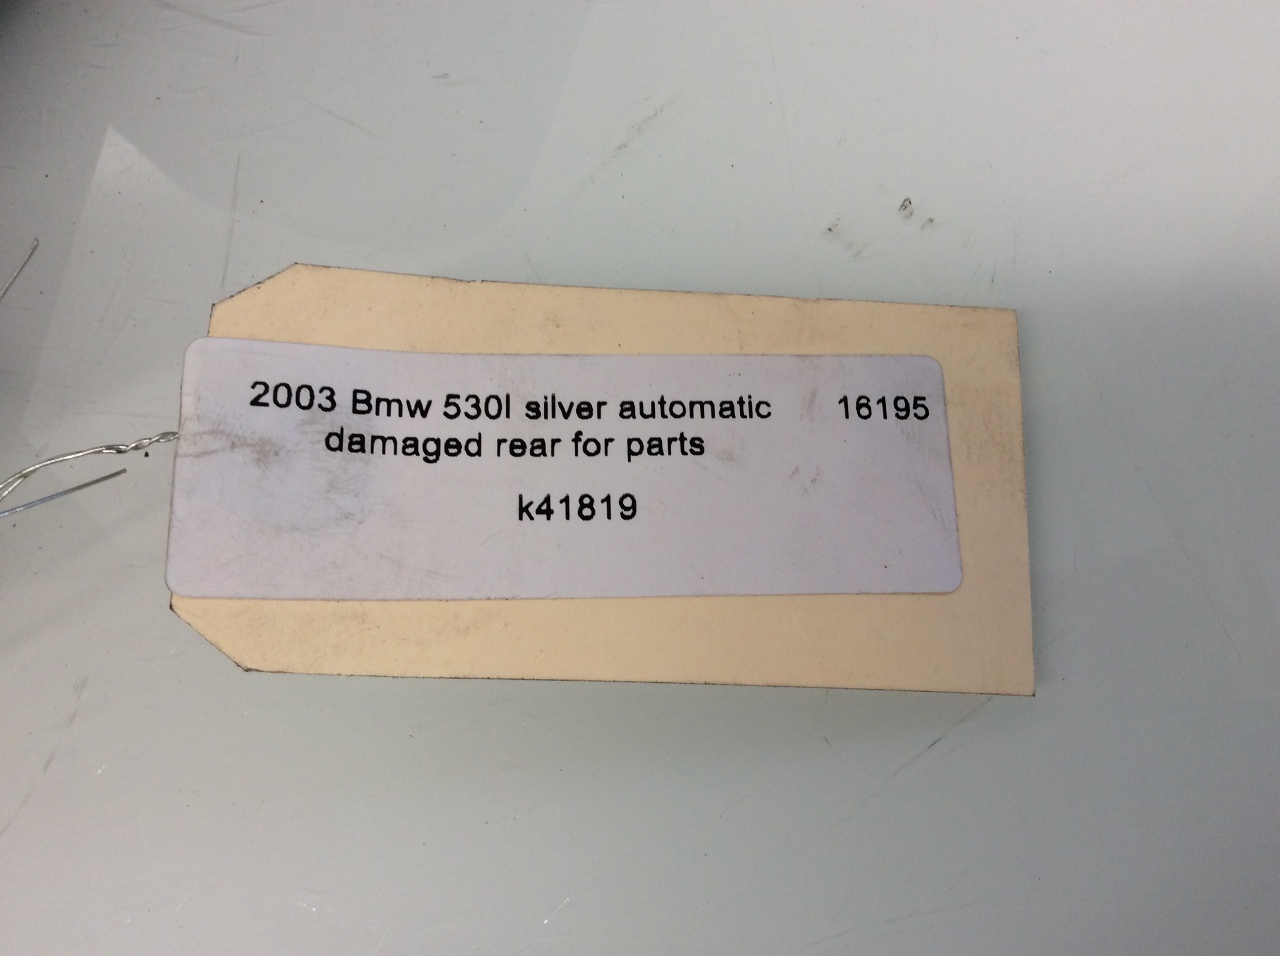 2003 Bmw 530I silver automatic 16195
damaged rear for parts
k41819